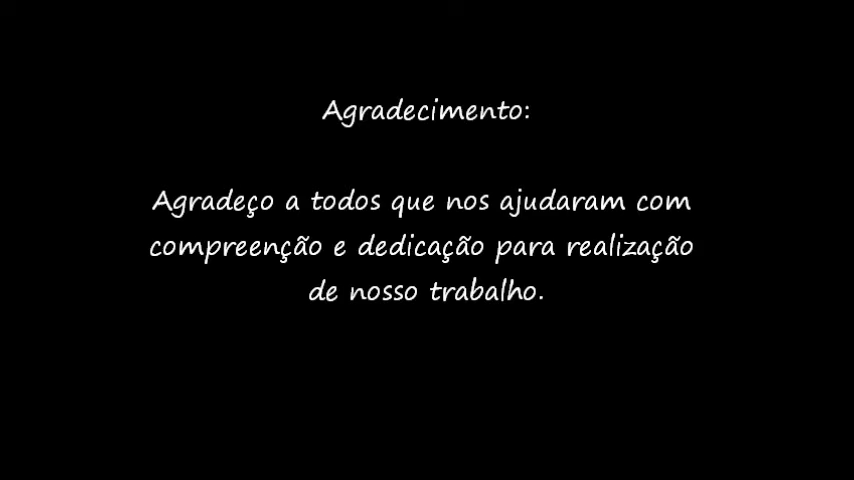 Agradecimento:
Agradeço a todos que nos ajudaram com
compreenção e dedicação para realização
de nosso trabalho.